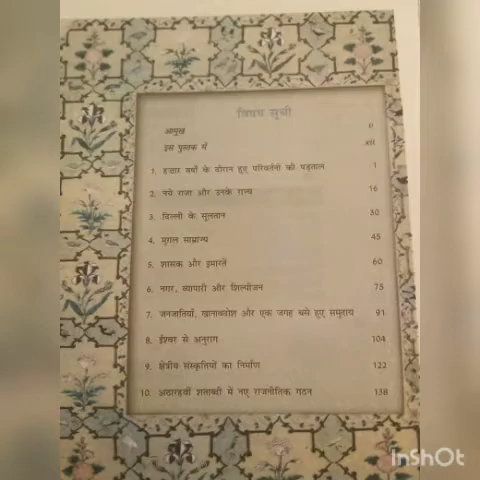 विषय सूची
आमुख v
इस पुस्तक में xii
1. हज़ार वर्षों के दौरान हुए परिवर्तनों की पड़ताल 1
2. नये राजा और उनके राज्य 16
3. दिल्ली के सुलतान 30
4. मुग़ल साम्राज्य 45
5. शासक और इमारतें 60
6. नगर, व्यापारी और शिल्पीजन 75
7. जनजातियाँ, खानाबदोश और एक जगह बसे हुए समुदाय 91
8. ईश्वर से अनुराग 104
9. क्षेत्रीय संस्कृतियों का निर्माण 122
10. अठारहवीं शताब्दी में नए राजनीतिक गठन 138
InShOt